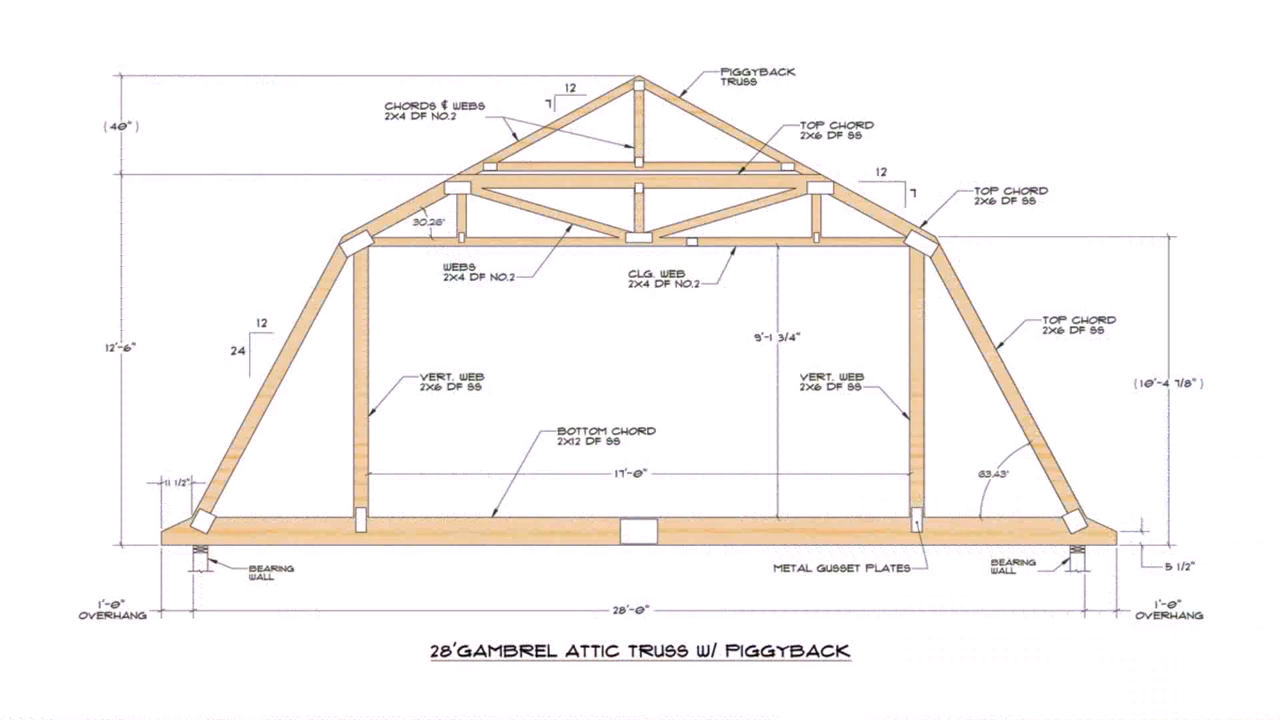 PIGGYBACK
TRUSS
12
7
CHORDS & WEBS
2X4 DF NO.2
(40")
TOP CHORD
2X6 DF SS
12
7
TOP CHORD
2X6 DF SS
30.26°
WEBS
2X4 DF NO.2
CLG. WEB
2X4 DF NO.2
12
24
12'-6"
9'-1 3/4"
TOP CHORD
2X6 DF SS
VERT. WEB
2X6 DF SS
VERT. WEB
2X6 DF SS
(10'-4 7/8")
BOTTOM CHORD
2X12 DF SS
17'-0"
63.43°
11 1/2"
BEARING
WALL
METAL GUSSET PLATES
BEARING
WALL
5 1/2"
1'-0"
OVERHANG
28'-0"
1'-0"
OVERHANG
28'GAMBREL ATTIC TRUSS W/ PIGGYBACK